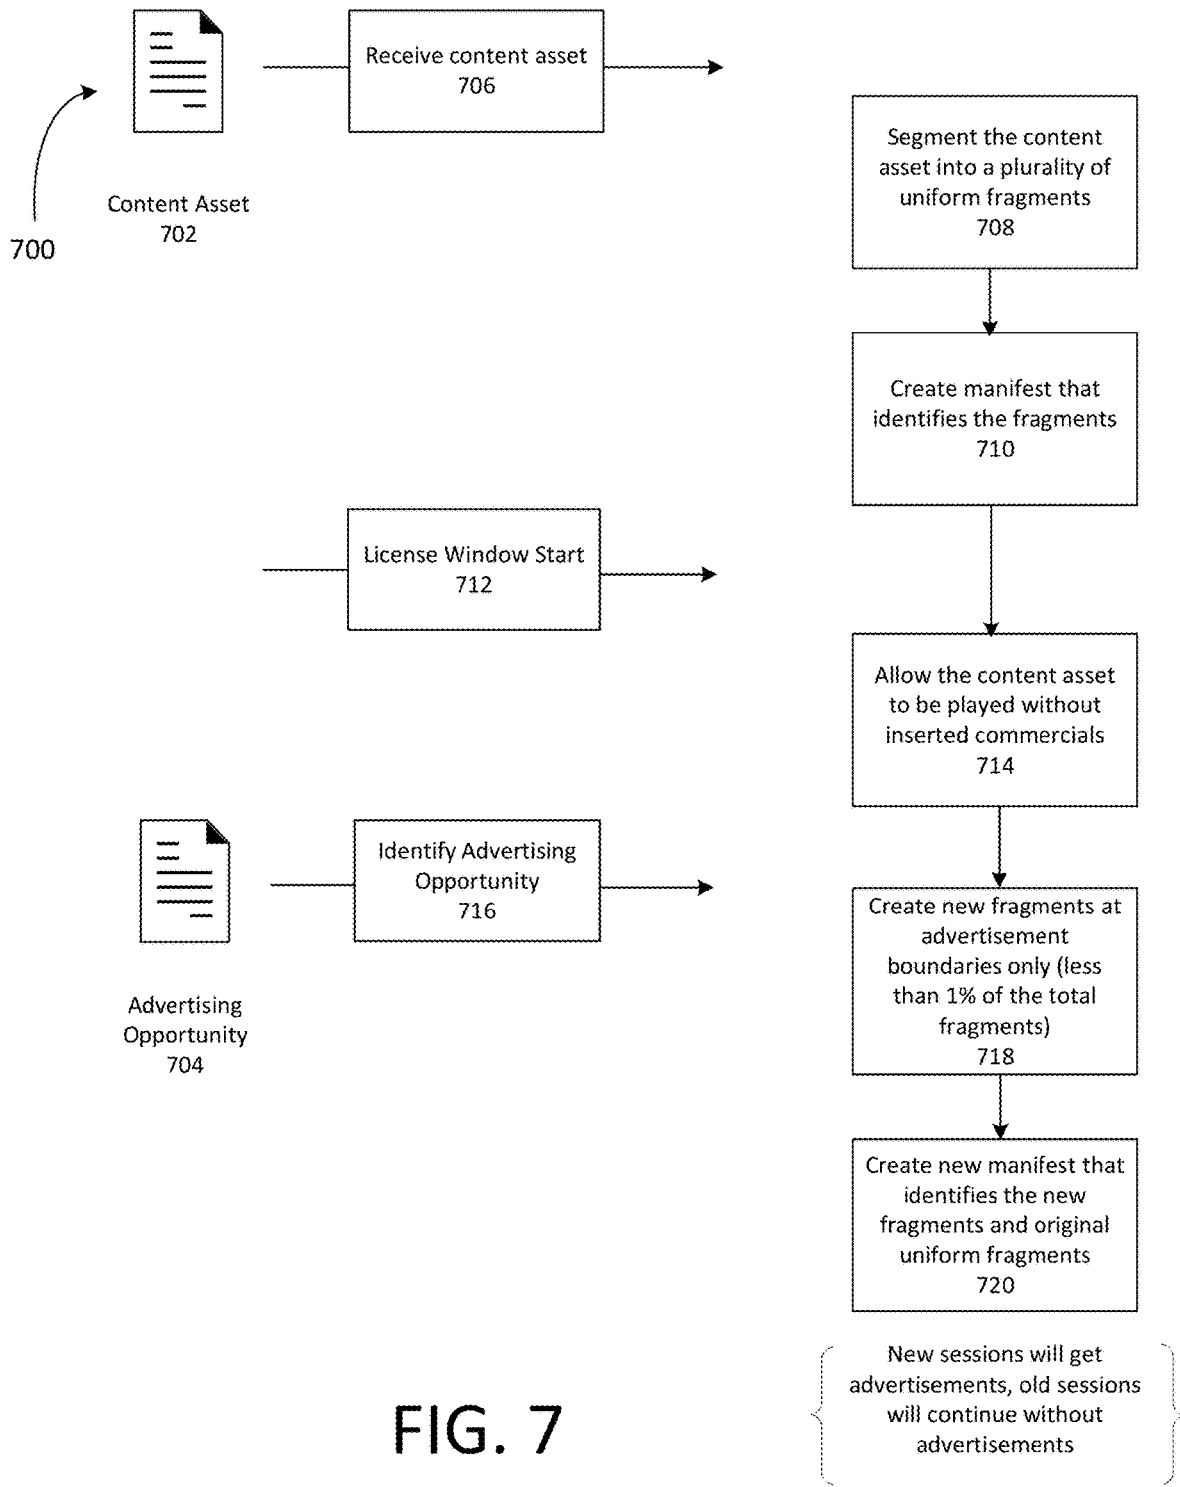 Receive content asset
706
Content Asset
702
700
Segment the content
asset into a plurality of
uniform fragments
708
Create manifest that
identifies the fragments
710
License Window Start
712
Allow the content asset
to be played without
inserted commercials
714
Identify Advertising
Opportunity
716
Advertising
Opportunity
704
Create new fragments at
advertisement
boundaries only (less
than 1% of the total
fragments)
718
Create new manifest that
identifies the new
fragments and original
uniform fragments
720
New sessions will get
advertisements, old sessions
will continue without
advertisements
FIG. 7